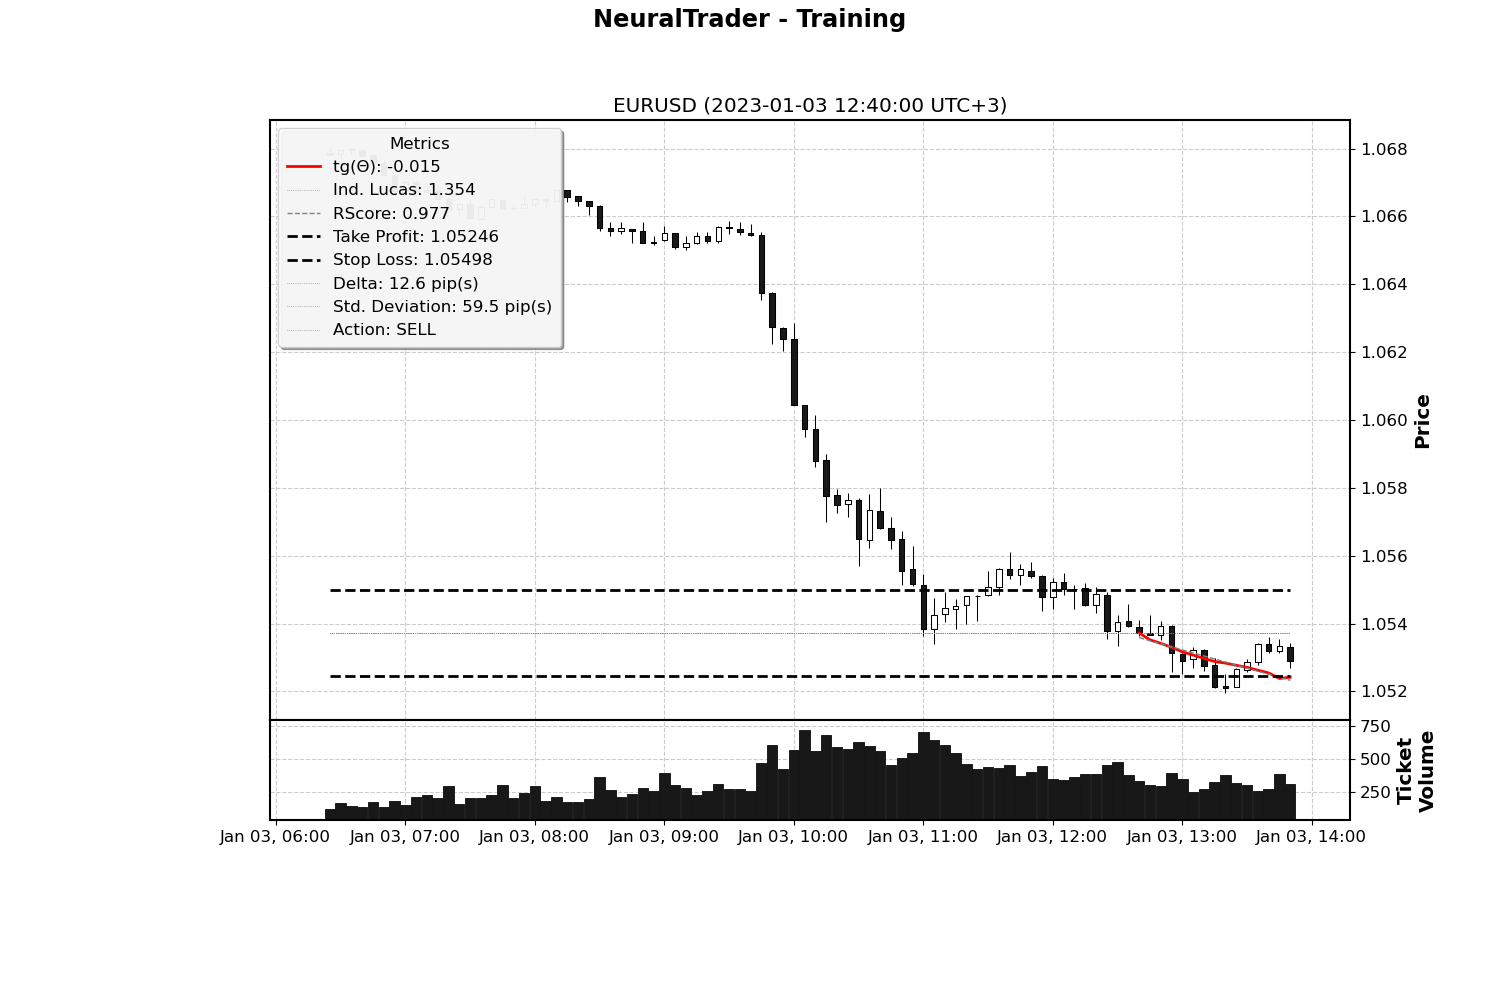 NeuralTrader - Training
EURUSD (2023-01-03 12:40:00 UTC+3)
Metrics
tg(Θ): -0.015
Ind. Lucas: 1.354
RScore: 0.977
Take Profit: 1.05246
Stop Loss: 1.05498
Delta: 12.6 pip(s)
Std. Deviation: 59.5 pip(s)
Action: SELL
1.068
1.066
1.064
1.062
1.060
1.058
1.056
1.054
1.052
Price
750
500
250
Ticket
Volume
Jan 03, 06:00
Jan 03, 07:00
Jan 03, 08:00
Jan 03, 09:00
Jan 03, 10:00
Jan 03, 11:00
Jan 03, 12:00
Jan 03, 13:00
Jan 03, 14:00